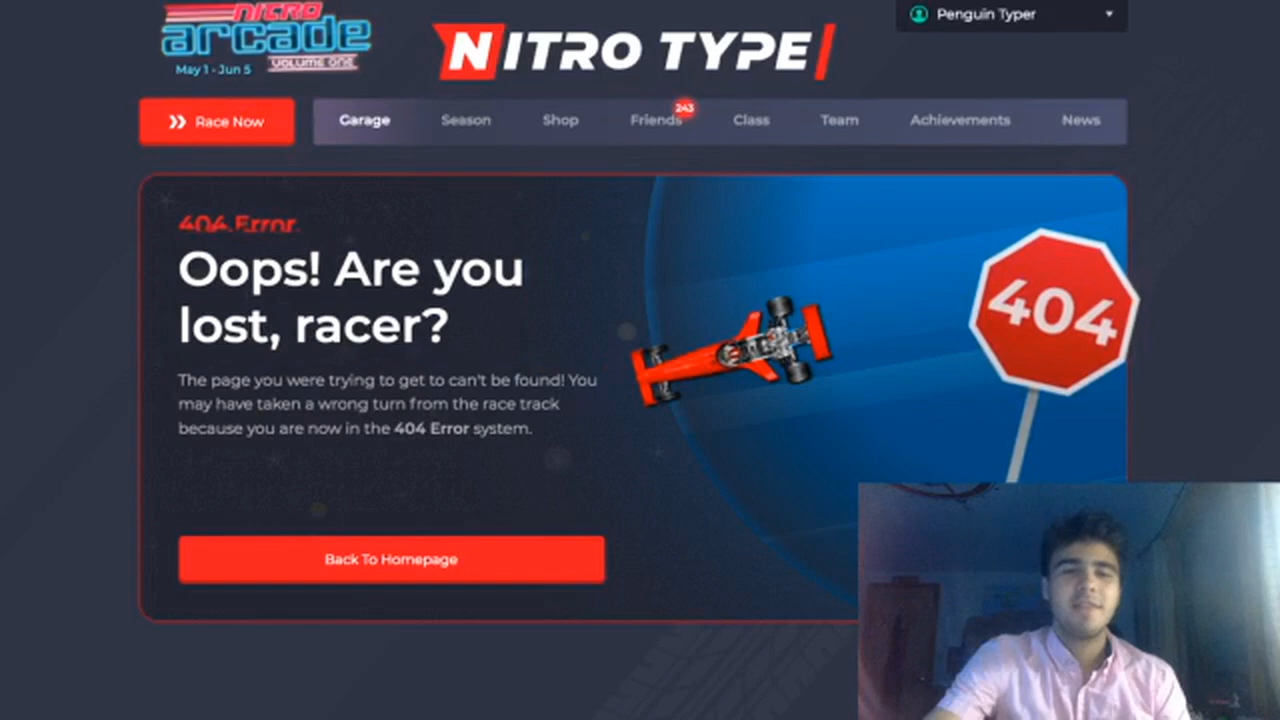 NITRO
arcade
VOLUME ONE
May 1 - Jun 5
NITRO TYPE
Penguin Typer
Race Now
Garage
Season
Shop
Friends
243
Class
Team
Achievements
News
404 Error
Oops! Are you
lost, racer?
The page you were trying to get to can't be found! You
may have taken a wrong turn from the race track
because you are now in the 404 Error system.
404
Back To Homepage